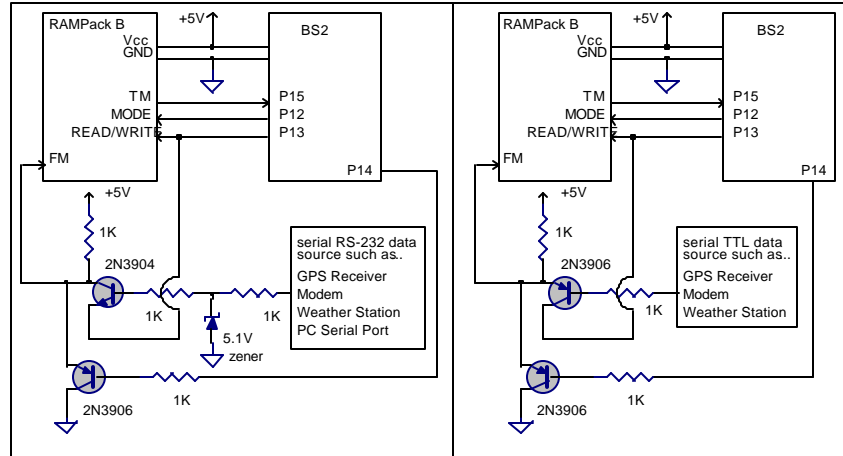 RAMPack B
+5V
BS2
Vcc
GND
TM
P15
MODE
P12
READ/WRITE
P13
FM
P14
+5V
1K
serial RS-232 data
source such as..
2N3904
GPS Receiver
Modem
1K
1K
Weather Station
5.1V
PC Serial Port
zener
1K
2N3906
RAMPack B
+5V
BS2
Vcc
GND
TM
P15
MODE
P12
READ/WRITE
P13
FM
P14
+5V
1K
serial TTL data
source such as..
2N3906
GPS Receiver
Modem
1K
Weather Station
1K
2N3906